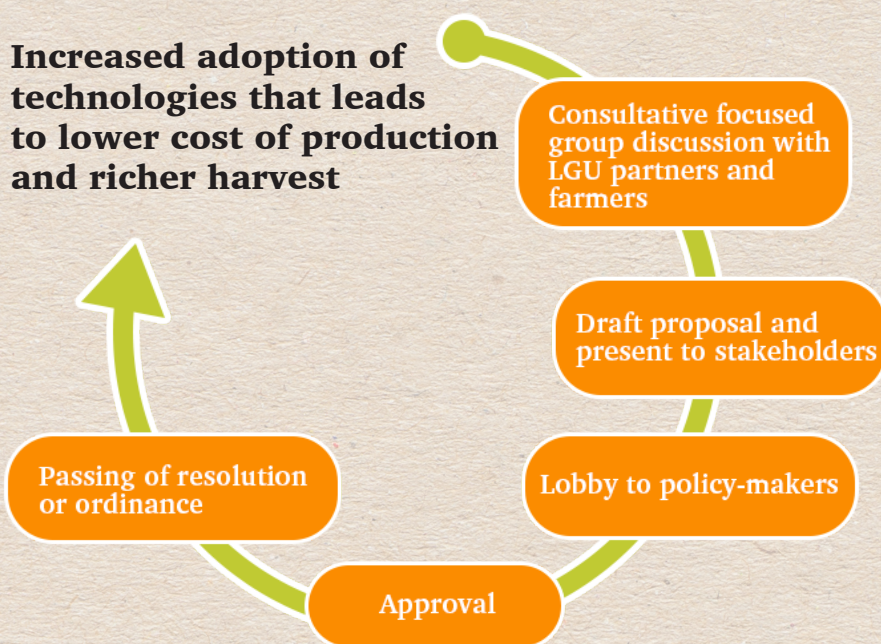 Increased adoption of
technologies that leads
to lower cost of production
and richer harvest
Consultative focused
group discussion with
LGU partners and
farmers
Draft proposal and
present to stakeholders
Lobby to policy-makers
Approval
Passing of resolution
or ordinance